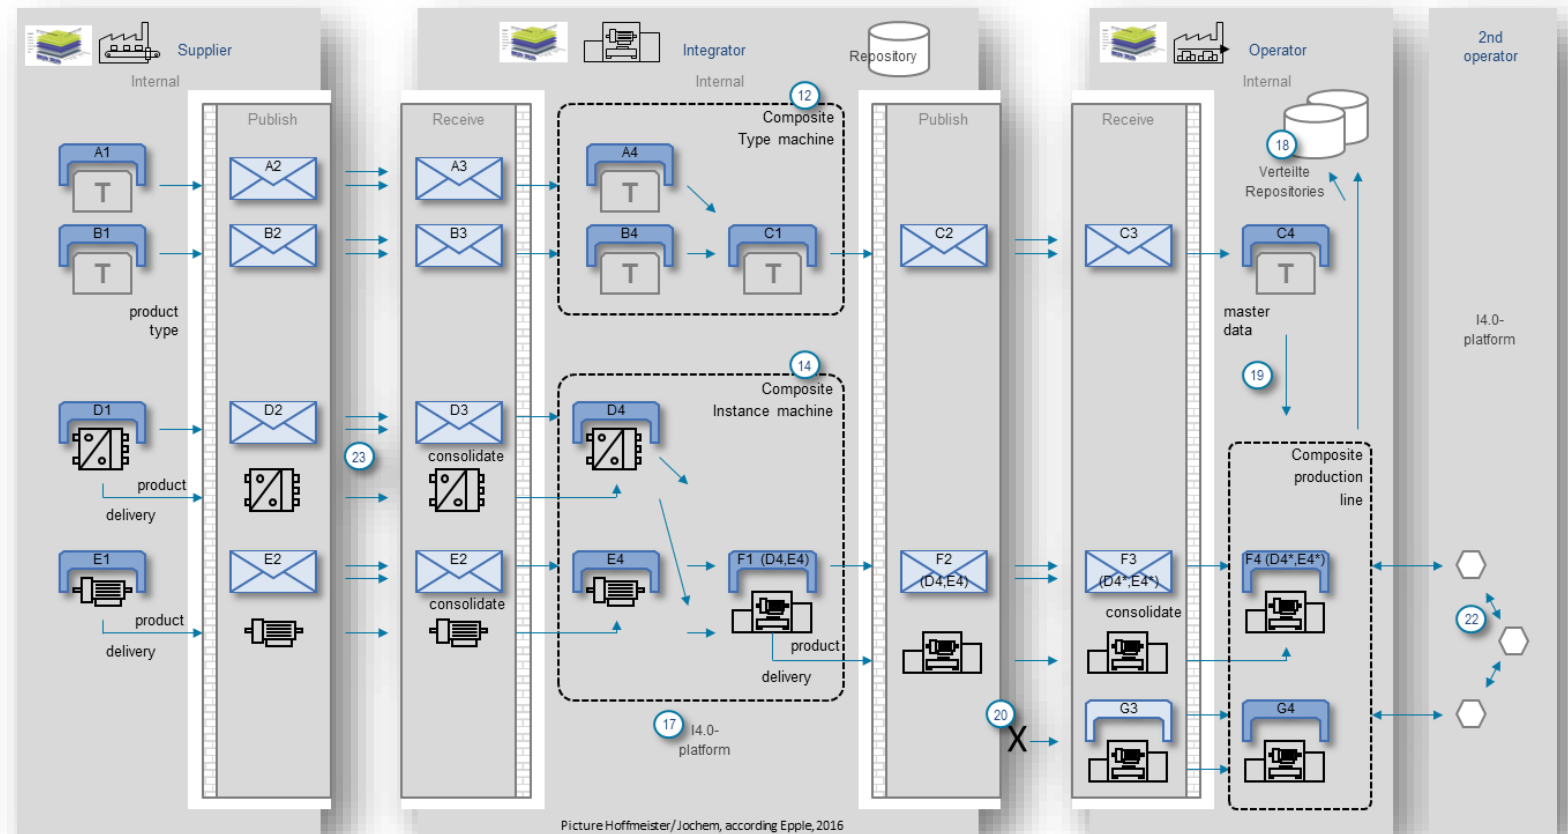 Supplier
Internal
Integrator
Internal
Repository
Operator
Internal
2nd
operator
Publish
Receive
12
Composite
Type machine
Publish
Receive
18
Verteilte
Repositories
A1
T
A2
A3
A4
T
B1
T
B2
B3
B4
T
C1
T
C2
C3
C4
T
product
type
master
data
I4.0-
platform
19
14
Composite
Instance machine
D1
D2
D3
D4
23
consolidate
product
delivery
Composite
production
line
E1
E2
E2
E4
F1 (D4,E4)
F2
(D4,E4)
F3
(D4*,E4*)
F4 (D4*,E4*)
consolidate
consolidate
product
delivery
product
delivery
22
17
I4.0-
platform
20
X
G3
G4
Picture Hoffmeister/Jochem, according Epple, 2016